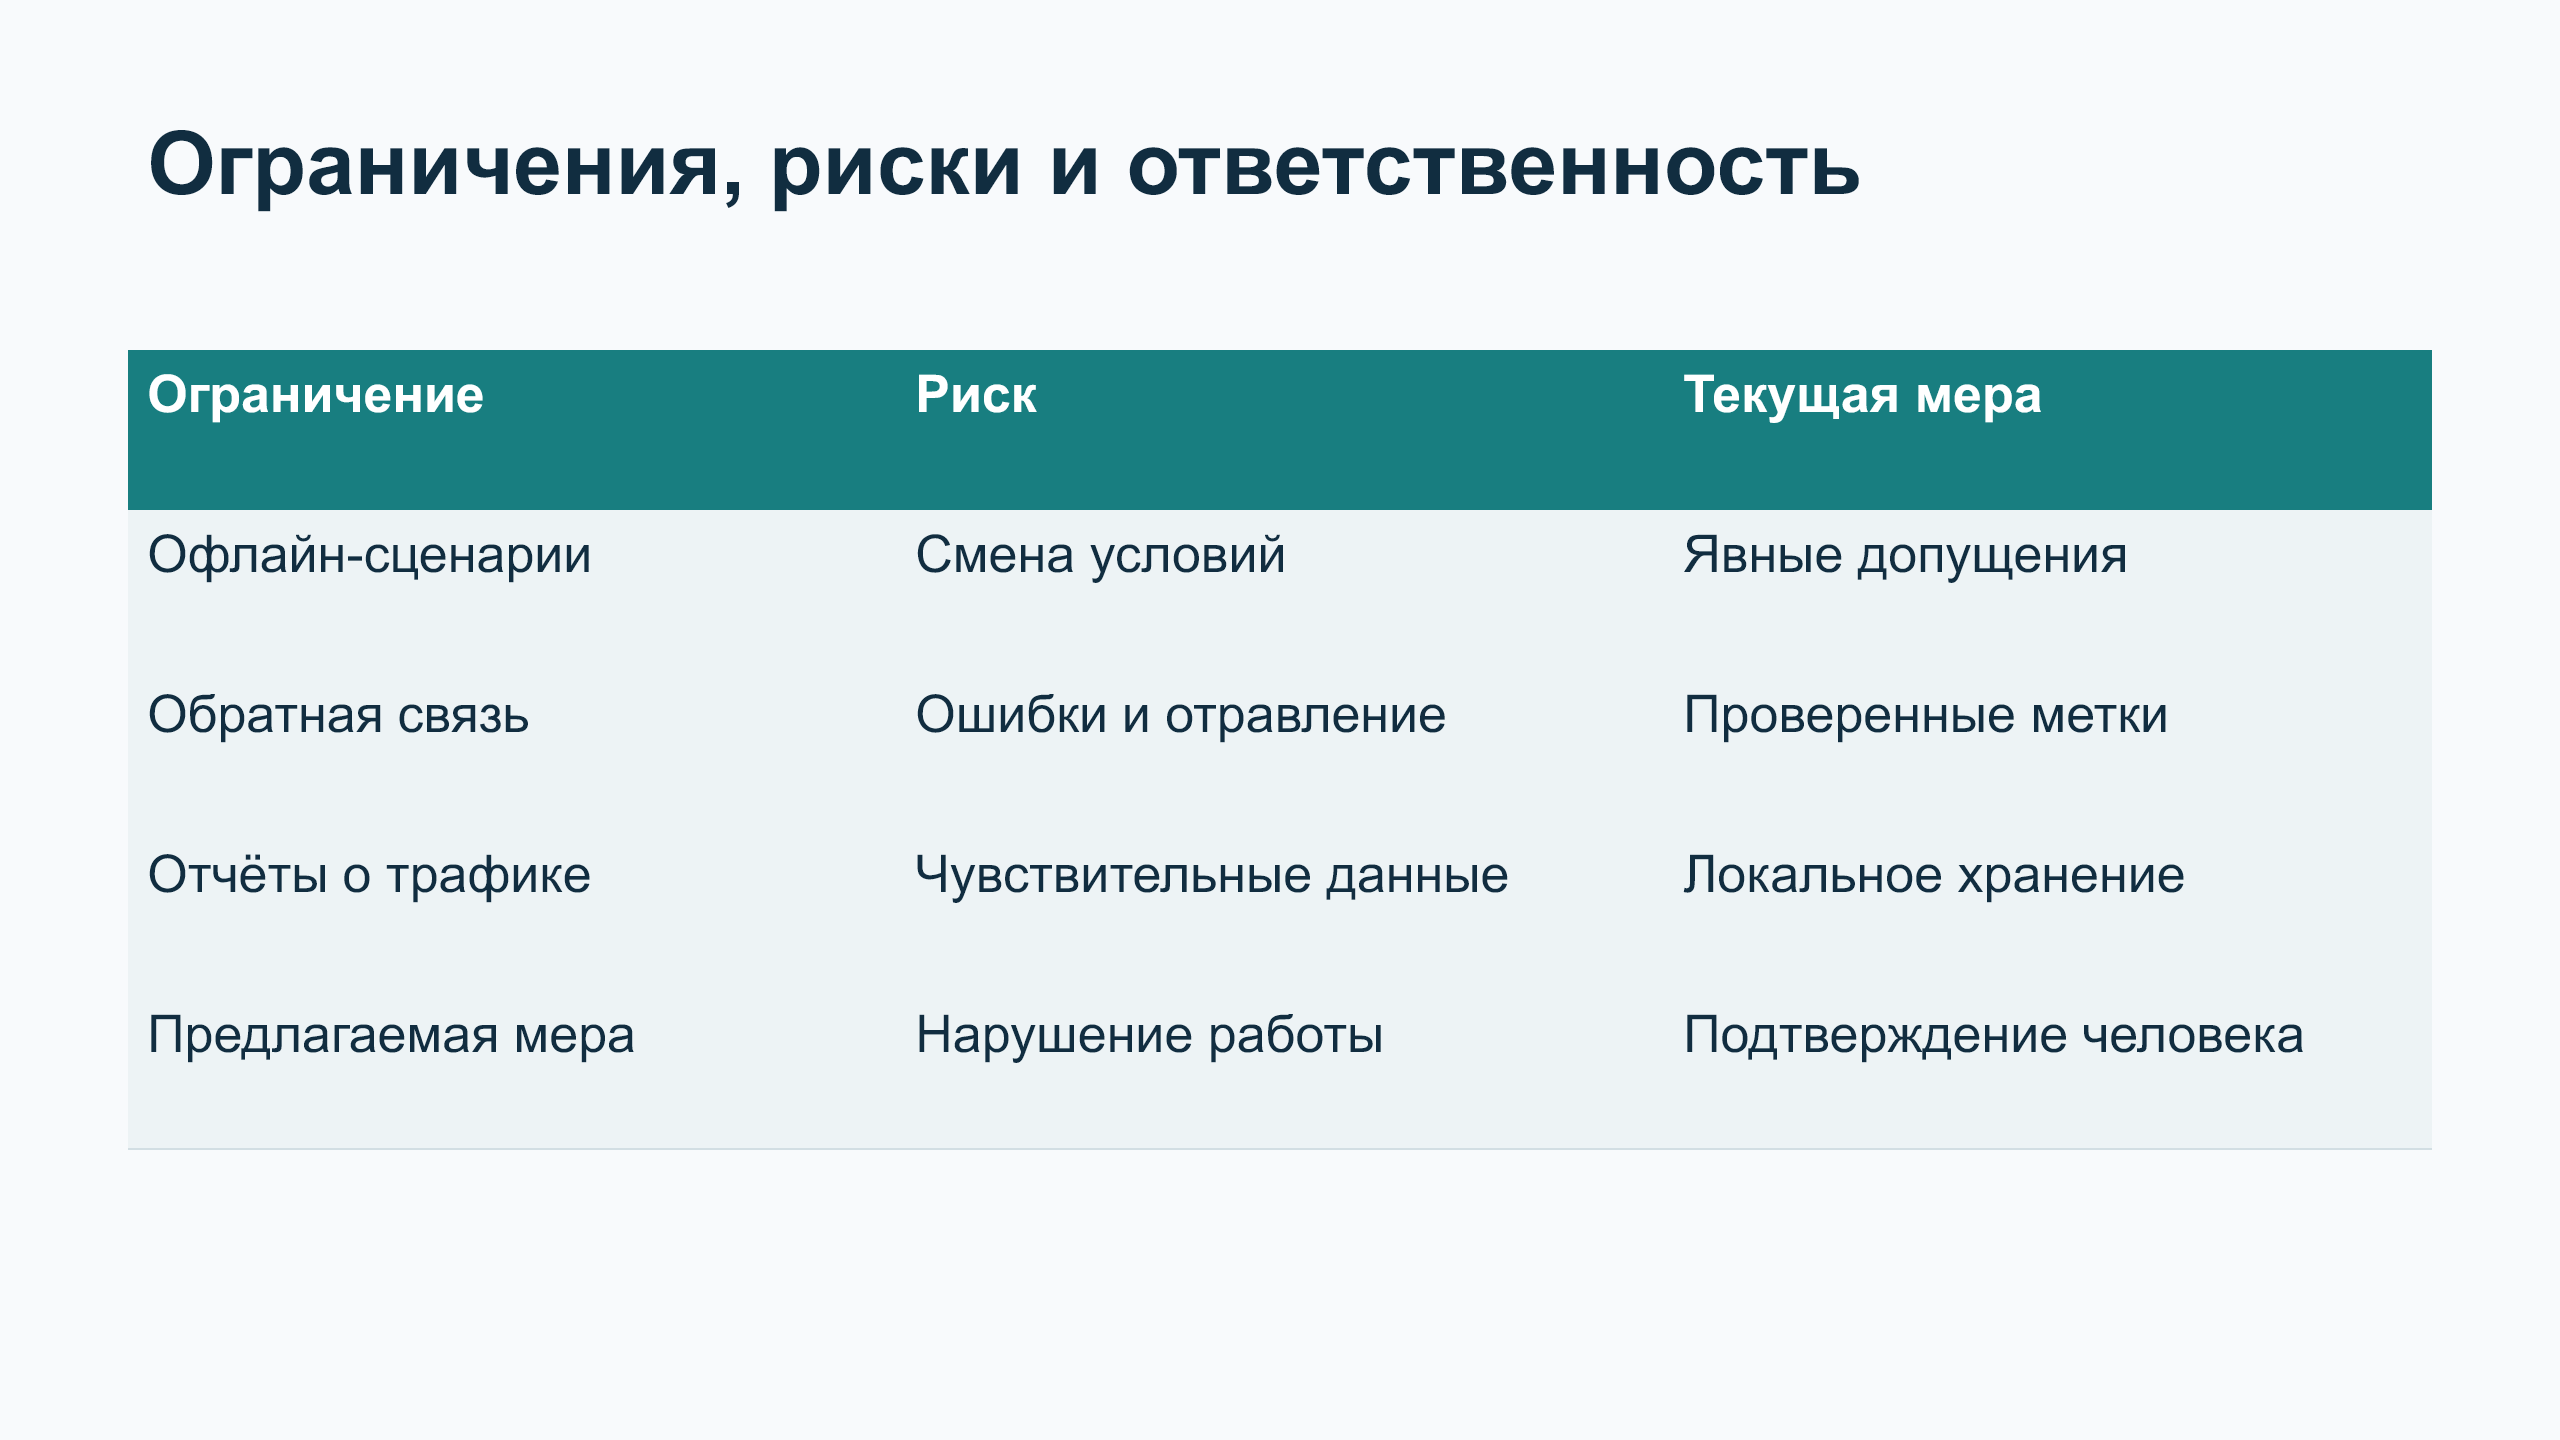 Ограничения, риски и ответственность
Ограничение Риск Текущая мера
Офлайн-сценарии Смена условий Явные допущения
Обратная связь Ошибки и отравление Проверенные метки
Отчёты о трафике Чувствительные данные Локальное хранение
Предлагаемая мера Нарушение работы Подтверждение человека